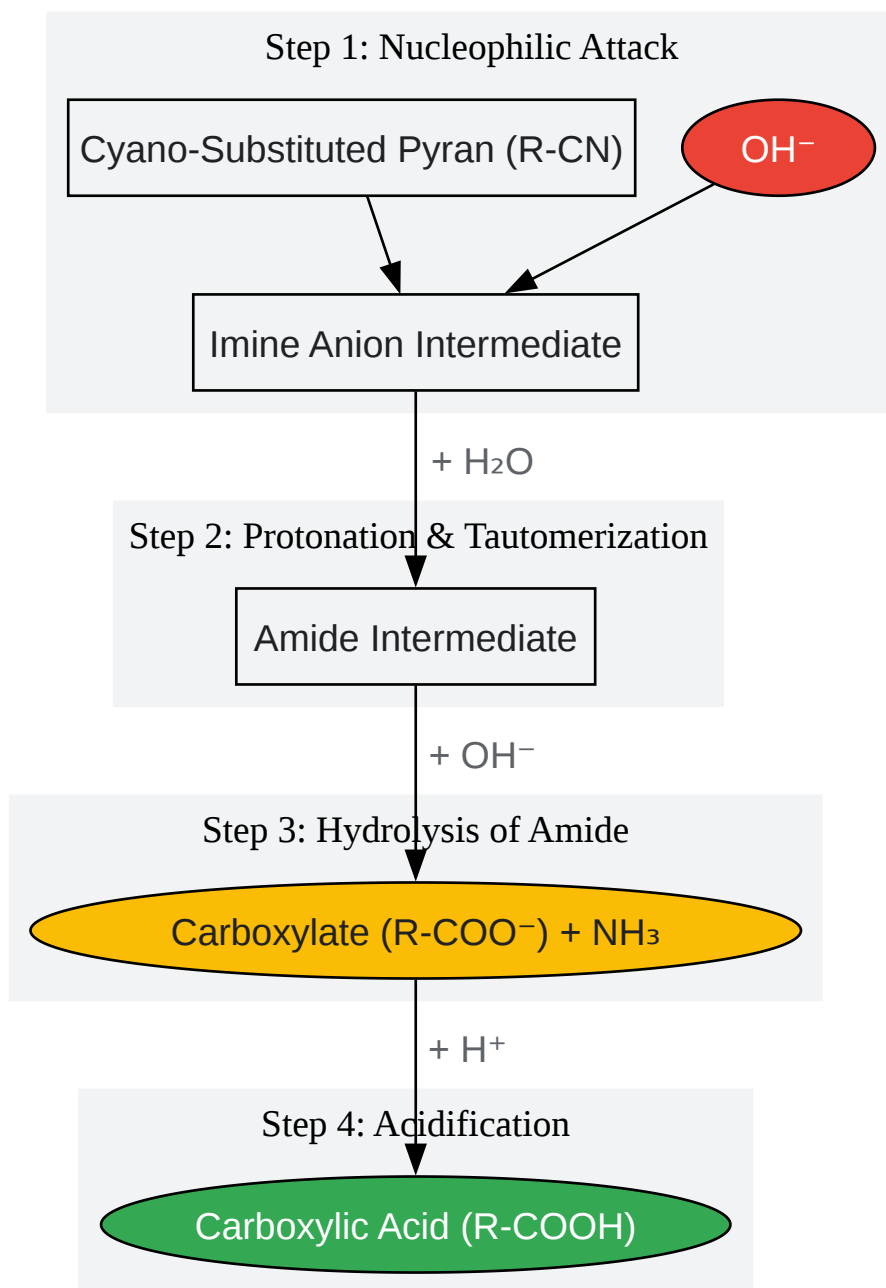 Step 1: Nucleophilic Attack
Cyano-Substituted Pyran (R-CN)
OH⁻
Imine Anion Intermediate
+ H₂O
Step 2: Protonation & Tautomerization
Amide Intermediate
+ OH⁻
Step 3: Hydrolysis of Amide
Carboxylate (R-COO⁻) + NH₃
+ H⁺
Step 4: Acidification
Carboxylic Acid (R-COOH)